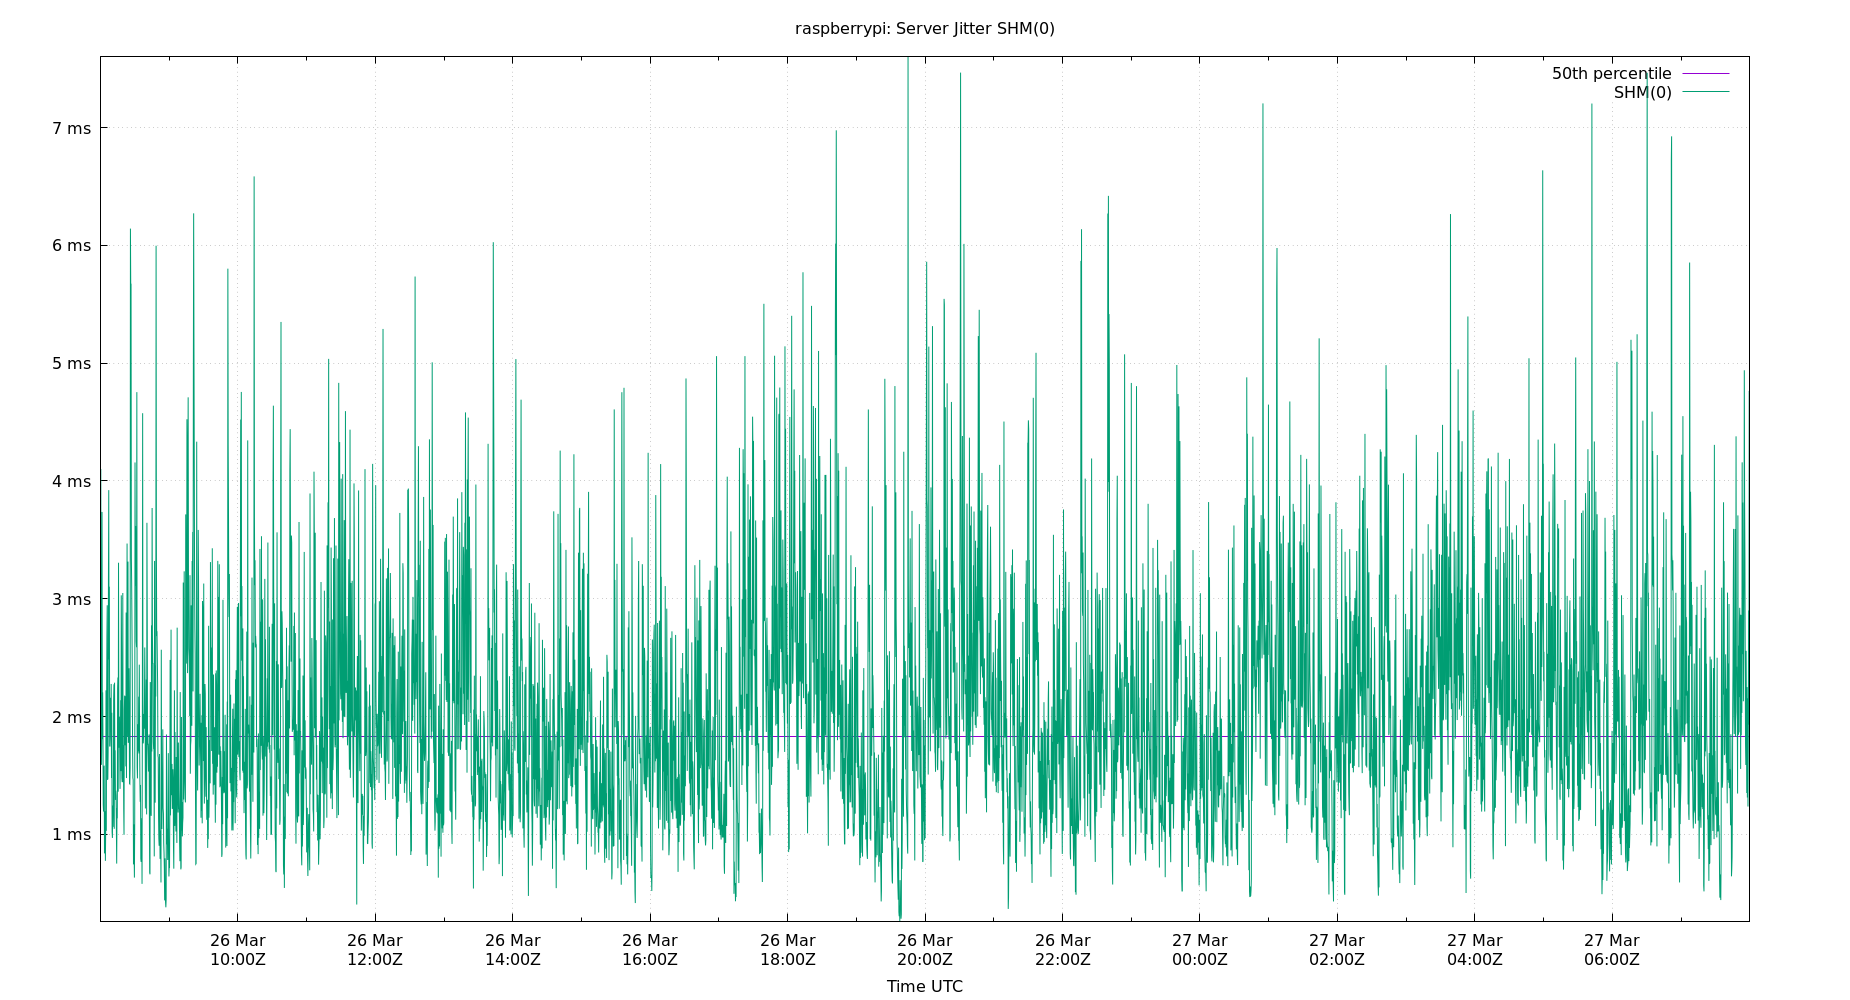 raspberrypi: Server Jitter SHM(0)
50th percentile
SHM(0)
7 ms
6 ms
5 ms
4 ms
3 ms
2 ms
1 ms
26 Mar 26 Mar 26 Mar 26 Mar 26 Mar 26 Mar 26 Mar 27 Mar 27 Mar 27 Mar 27 Mar
10:00Z 12:00Z 14:00Z 16:00Z 18:00Z 20:00Z 22:00Z 00:00Z 02:00Z 04:00Z 06:00Z
Time UTC